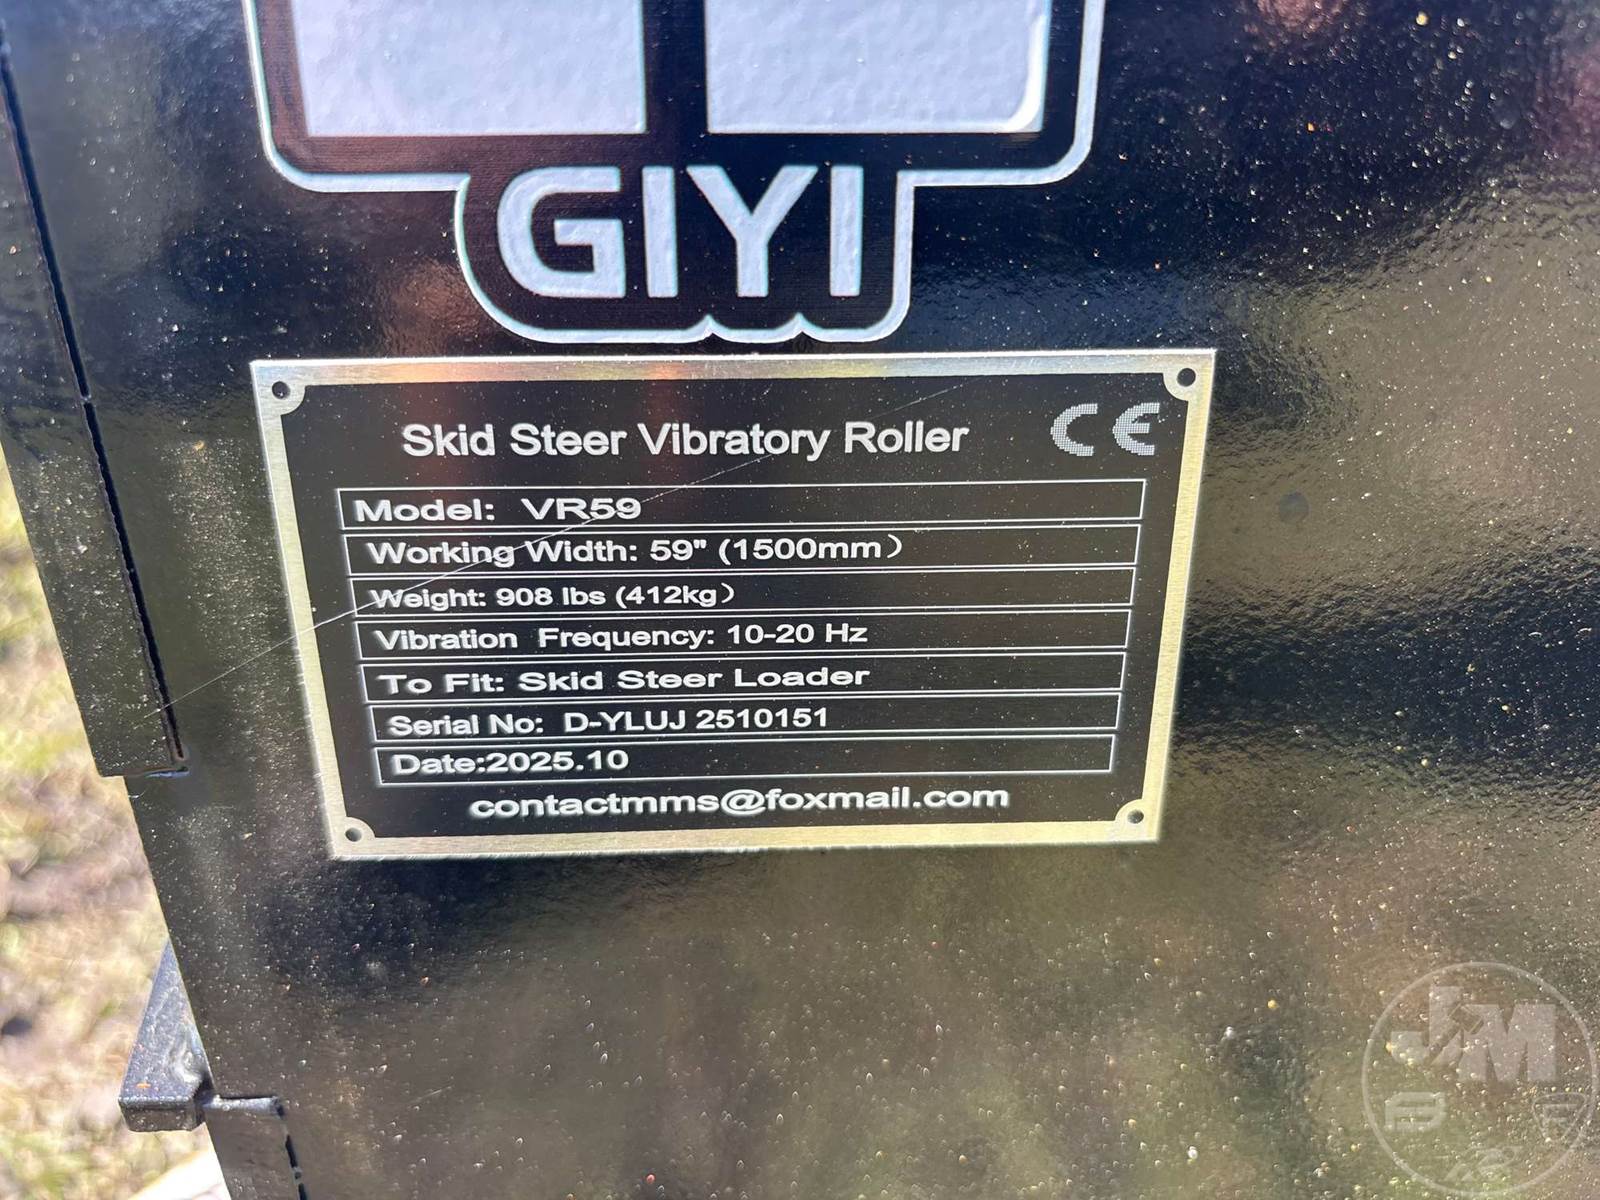 GIYI
Skid Steer Vibratory Roller CE
Model: VR59
Working Width: 59" (1500mm)
Weight: 908 lbs (412kg)
Vibration Frequency: 10-20 Hz
To Fit: Skid Steer Loader
Serial No: D-YLUJ 2510151
Date:2025.10
contactmms@foxmail.com
J M